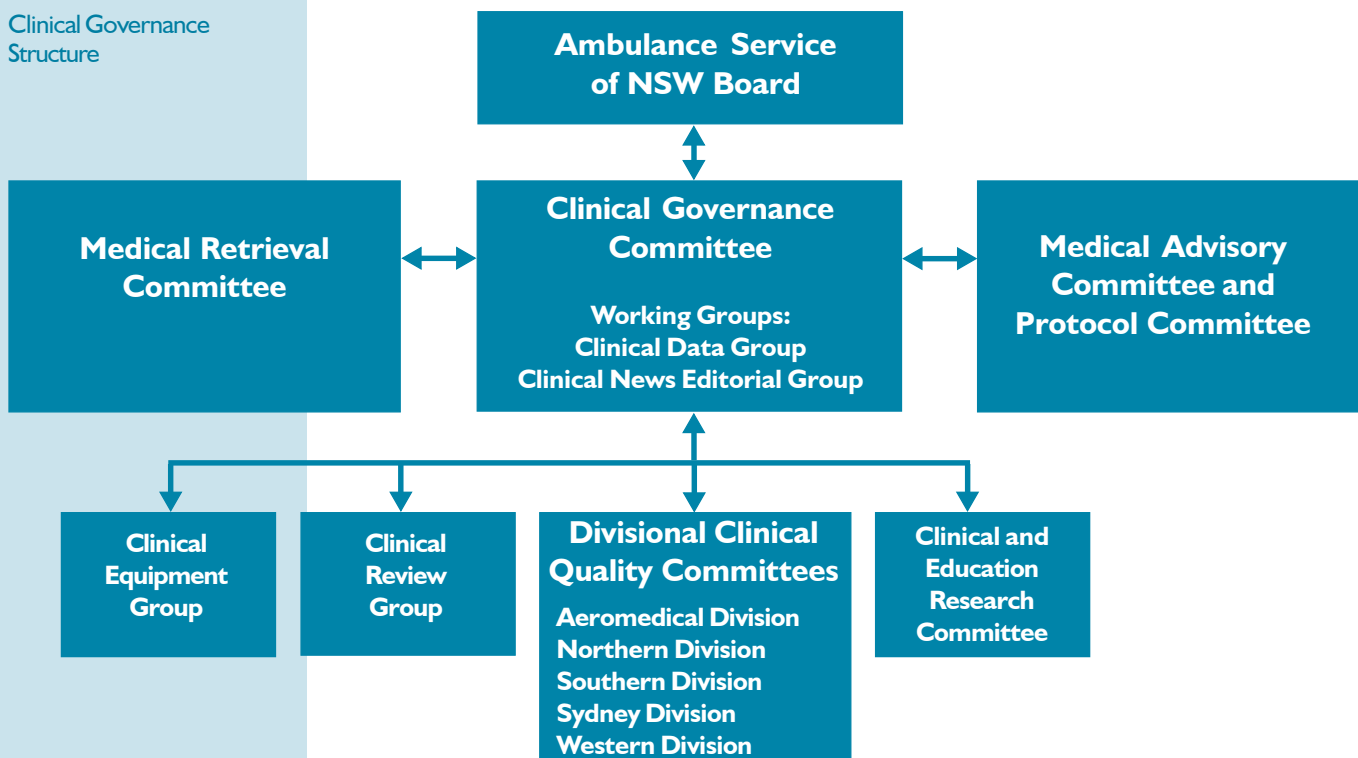 Clinical Governance
Structure
Ambulance Service
of NSW Board
Medical Retrieval
Committee
Clinical Governance
Committee
Working Groups:
Clinical Data Group
Clinical News Editorial Group
Medical Advisory
Committee and
Protocol Committee
Clinical
Equipment
Group
Clinical
Review
Group
Divisional Clinical
Quality Committees
Aeromedical Division
Northern Division
Southern Division
Sydney Division
Western Division
Clinical and
Education
Research
Committee